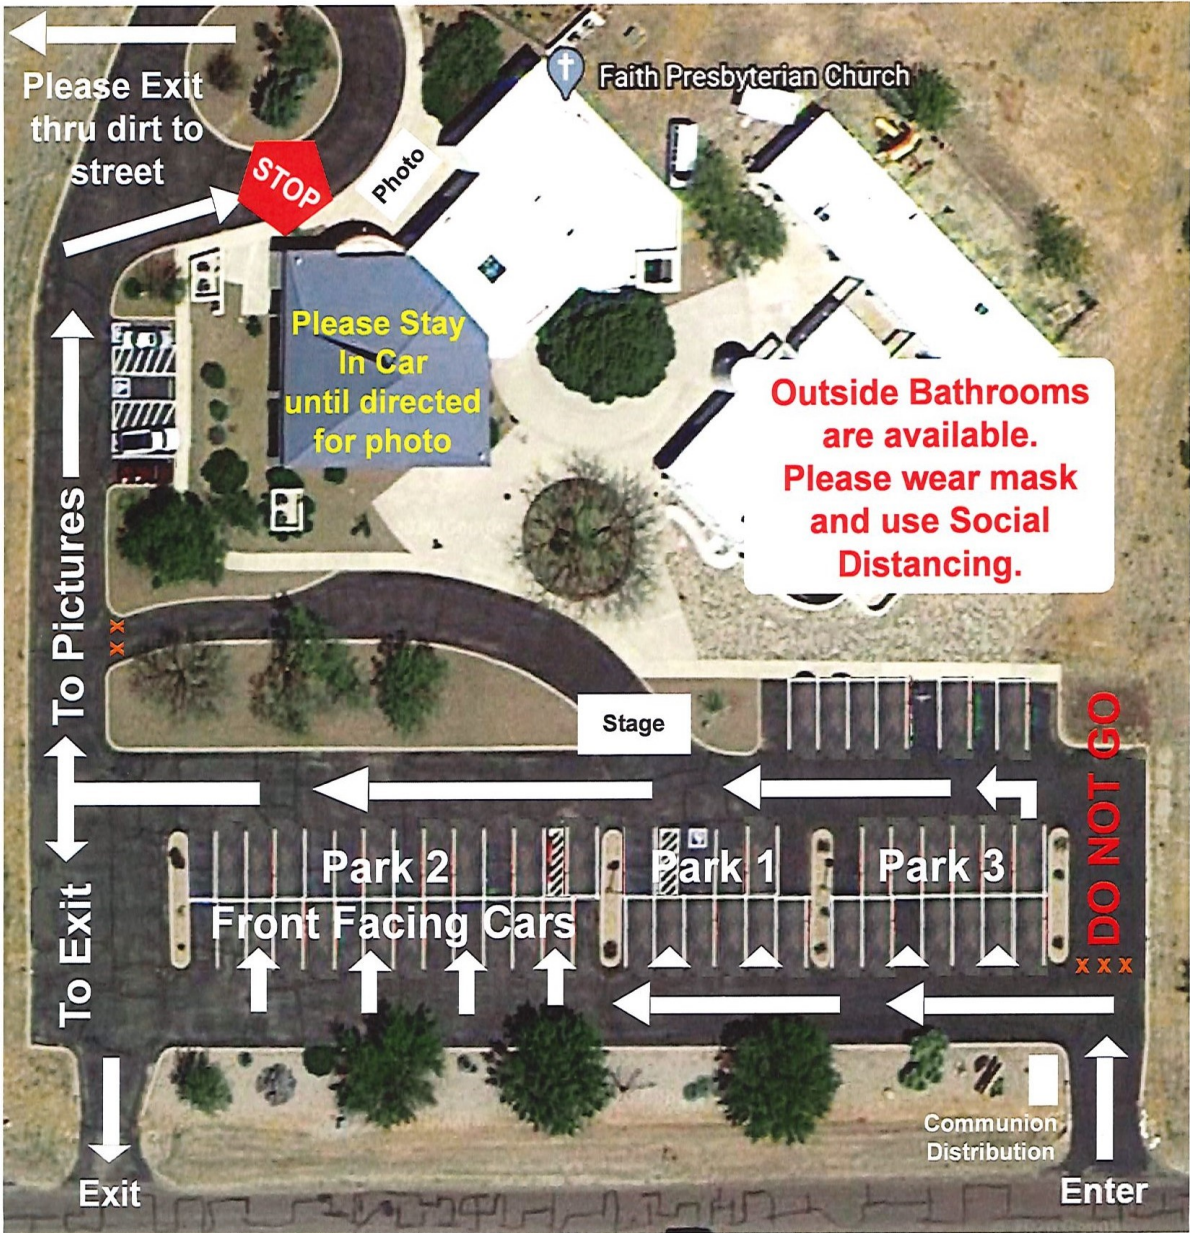 Please Exit
thru dirt to
street
STOP
Photo
Faith Presbyterian Church
Please Stay
In Car
until directed
for photo
Outside Bathrooms
are available.
Please wear mask
and use Social
Distancing.
To Pictures
x x
x x
Stage
DO NOT GO
Park 2
Park 1
Park 3
Front Facing Cars
x x x
To Exit
Communion
Distribution
Exit
Enter